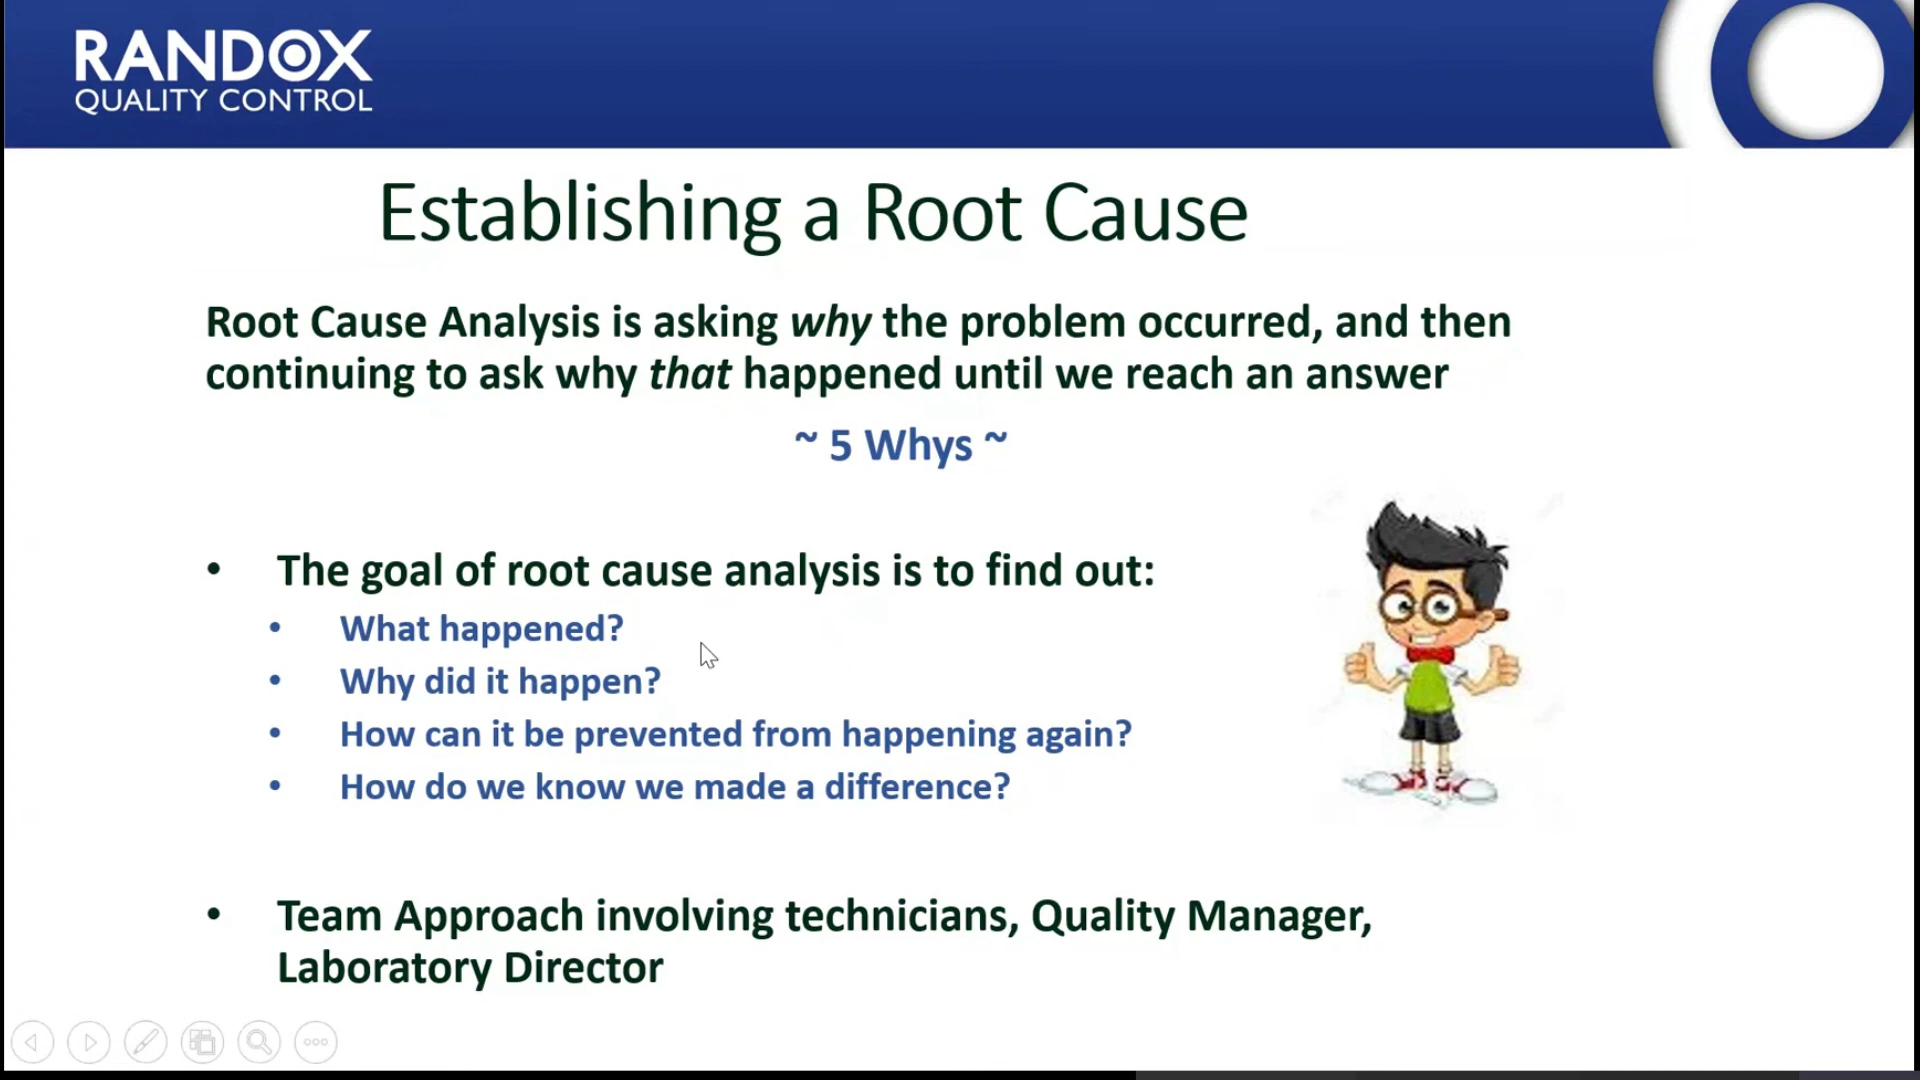 RANDOX
QUALITY CONTROL
Establishing a Root Cause
Root Cause Analysis is asking why the problem occurred, and then
continuing to ask why that happened until we reach an answer
~ 5 Whys ~
• The goal of root cause analysis is to find out:
• What happened?
• Why did it happen?
• How can it be prevented from happening again?
• How do we know we made a difference?
• Team Approach involving technicians, Quality Manager,
Laboratory Director